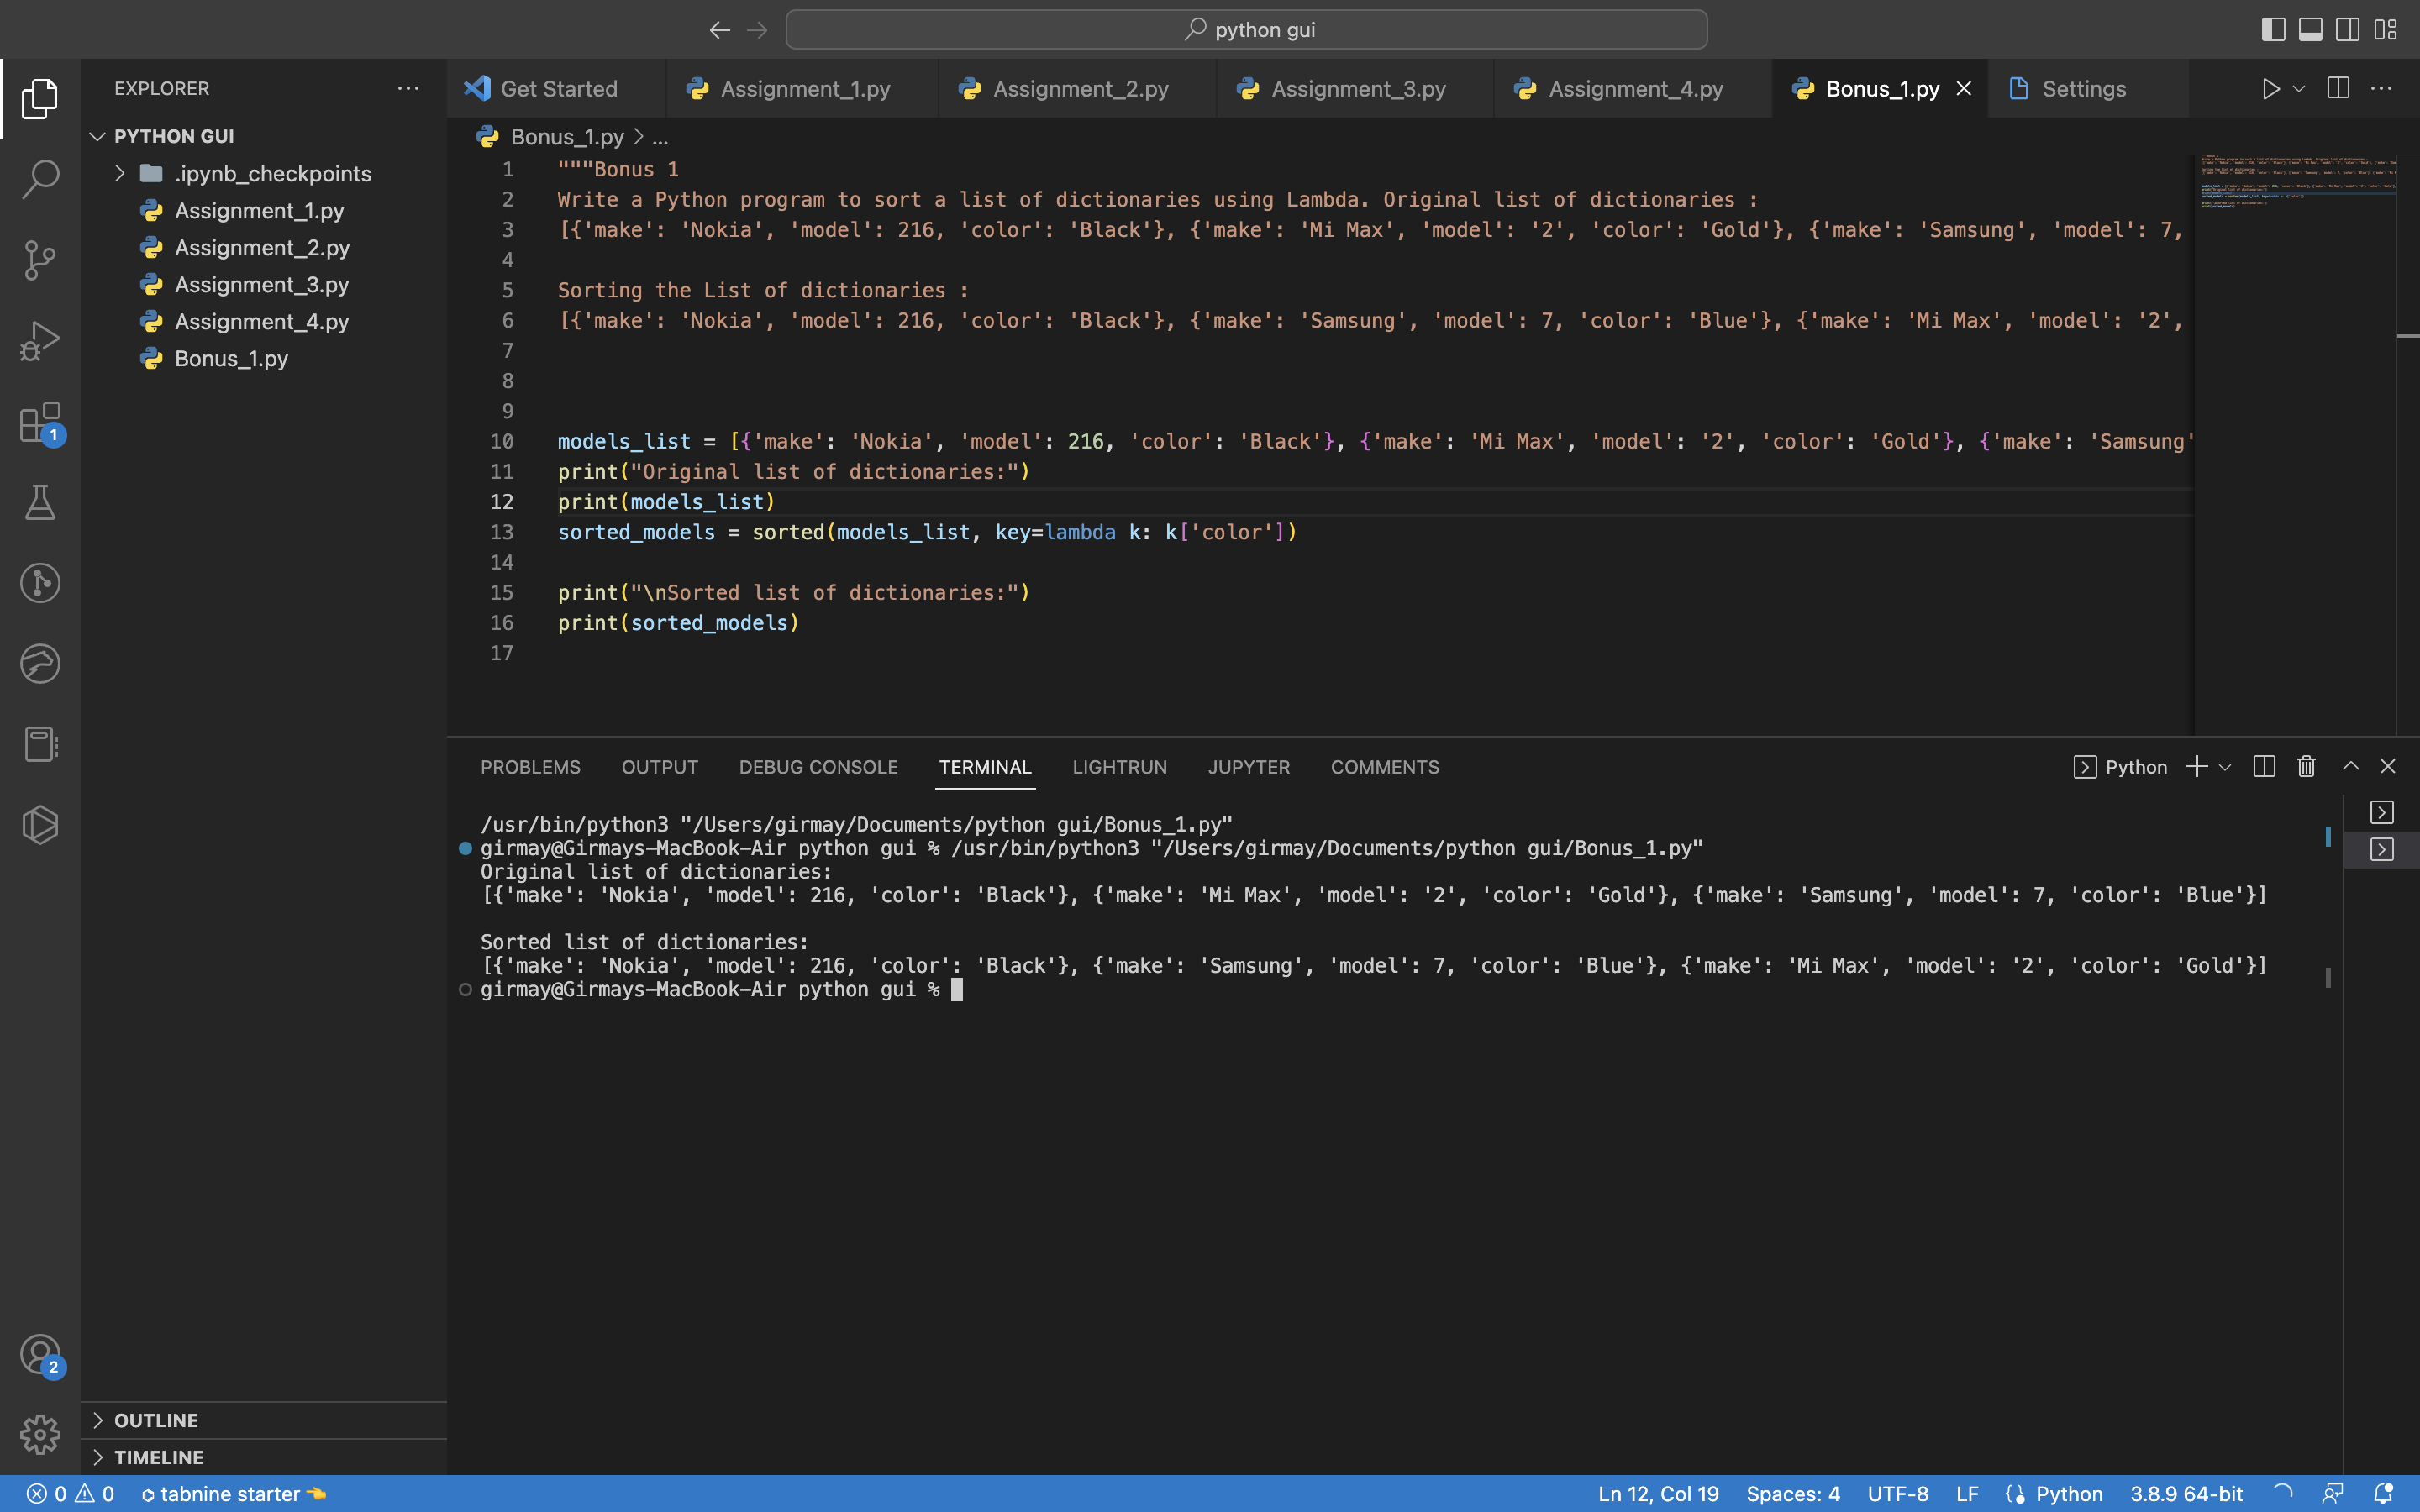 python gui
EXPLORER
PYTHON GUI
.ipynb_checkpoints
Assignment_1.py
Assignment_2.py
Assignment_3.py
Assignment_4.py
Bonus_1.py
OUTLINE
TIMELINE
1
2
Get Started
Assignment_1.py
Assignment_2.py
Assignment_3.py
Assignment_4.py
Bonus_1.py
Settings
Bonus_1.py > ...
1 """Bonus 1
2 Write a Python program to sort a list of dictionaries using Lambda. Original list of dictionaries :
3 [{'make': 'Nokia', 'model': 216, 'color': 'Black'}, {'make': 'Mi Max', 'model': '2', 'color': 'Gold'}, {'make': 'Samsung', 'model': 7,
4
5 Sorting the List of dictionaries :
6 [{'make': 'Nokia', 'model': 216, 'color': 'Black'}, {'make': 'Samsung', 'model': 7, 'color': 'Blue'}, {'make': 'Mi Max', 'model': '2',
7
8
9
10 models_list = [{'make': 'Nokia', 'model': 216, 'color': 'Black'}, {'make': 'Mi Max', 'model': '2', 'color': 'Gold'}, {'make': 'Samsung'
11 print("Original list of dictionaries:")
12 print(models_list)
13 sorted_models = sorted(models_list, key=lambda k: k['color'])
14
15 print("\nSorted list of dictionaries:")
16 print(sorted_models)
17
PROBLEMS OUTPUT DEBUG CONSOLE TERMINAL LIGHTRUN JUPYTER COMMENTS Python
/usr/bin/python3 "/Users/girmay/Documents/python gui/Bonus_1.py"
girmay@Girmays-MacBook-Air python gui % /usr/bin/python3 "/Users/girmay/Documents/python gui/Bonus_1.py"
Original list of dictionaries:
[{'make': 'Nokia', 'model': 216, 'color': 'Black'}, {'make': 'Mi Max', 'model': '2', 'color': 'Gold'}, {'make': 'Samsung', 'model': 7, 'color': 'Blue'}]
Sorted list of dictionaries:
[{'make': 'Nokia', 'model': 216, 'color': 'Black'}, {'make': 'Samsung', 'model': 7, 'color': 'Blue'}, {'make': 'Mi Max', 'model': '2', 'color': 'Gold'}]
girmay@Girmays-MacBook-Air python gui %
0 0 tabnine starter 👈 Ln 12, Col 19 Spaces: 4 UTF-8 LF Python 3.8.9 64-bit